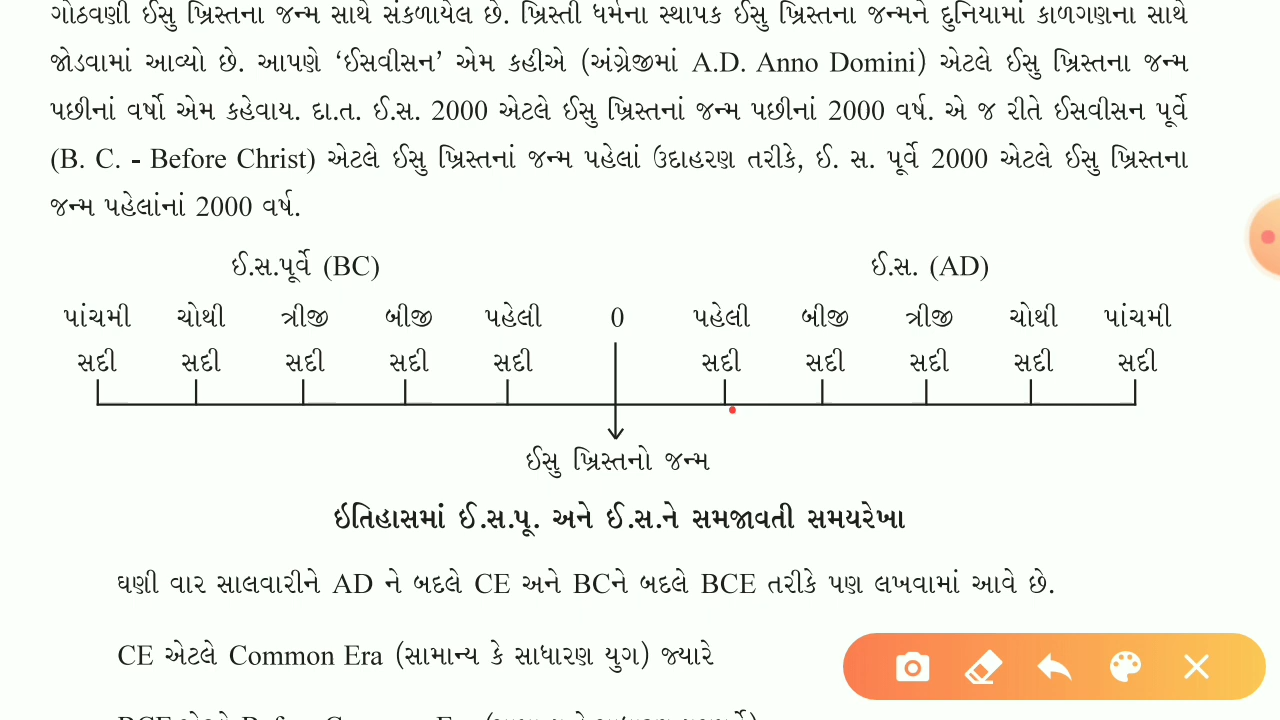 ગોઠવણી ઈસુ ખ્રિસ્તના જન્મ સાથે સંકળાયેલ છે. ખ્રિસ્તી ધર્મના સ્થાપક ઈસુ ખ્રિસ્તના જન્મને દુનિયામાં કાળગણના સાથે
જોડવામાં આવ્યો છે. આપણે ‘ઈસવીસન’ એમ કહીએ (અંગ્રેજીમાં A.D. Anno Domini) એટલે ઈસુ ખ્રિસ્તના જન્મ
પછીનાં વર્ષો એમ કહેવાય. દા.ત. ઈ.સ. 2000 એટલે ઈસુ ખ્રિસ્તનાં જન્મ પછીનાં 2000 વર્ષ. એ જ રીતે ઈસવીસન પૂર્વે
(B. C. - Before Christ) એટલે ઈસુ ખ્રિસ્તનાં જન્મ પહેલાં ઉદાહરણ તરીકે, ઈ. સ. પૂર્વે 2000 એટલે ઈસુ ખ્રિસ્તના
જન્મ પહેલાંનાં 2000 વર્ષ.
ઈ.સ.પૂર્વે (BC) ઈ.સ. (AD)
પાંચમી ચોથી ત્રીજી બીજી પહેલી 0 પહેલી બીજી ત્રીજી ચોથી પાંચમી
સદી સદી સદી સદી સદી સદી સદી સદી સદી સદી
ઈસુ ખ્રિસ્તનો જન્મ
ઇતિહાસમાં ઈ.સ.પૂ. અને ઈ.સ.ને સમજાવતી સમયરેખા
ઘણી વાર સાલવારીને AD ને બદલે CE અને BCને બદલે BCE તરીકે પણ લખવામાં આવે છે.
CE એટલે Common Era (સામાન્ય કે સાધારણ યુગ) જ્યારે